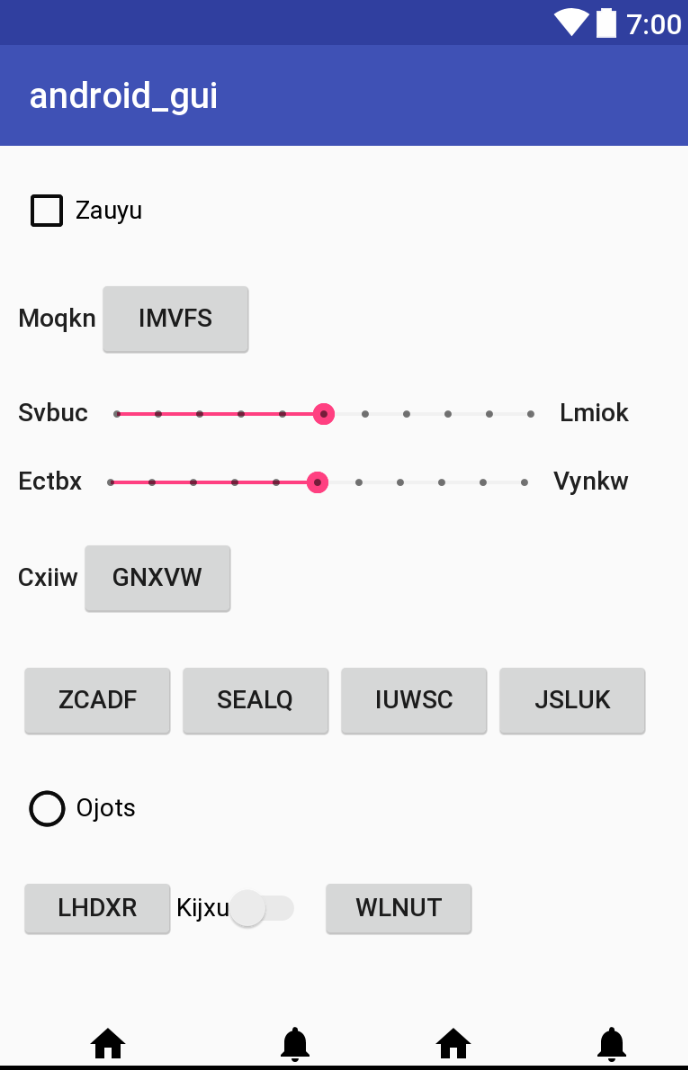 7:00
android_gui
Zauyu
Moqkn IMVFS
Svbuc Lmiok
Ectbx Vynkw
Cxiiw GNXVW
ZCADF SEALQ IUWSC JSLUK
Ojots
LHDXR Kijxu WLNUT